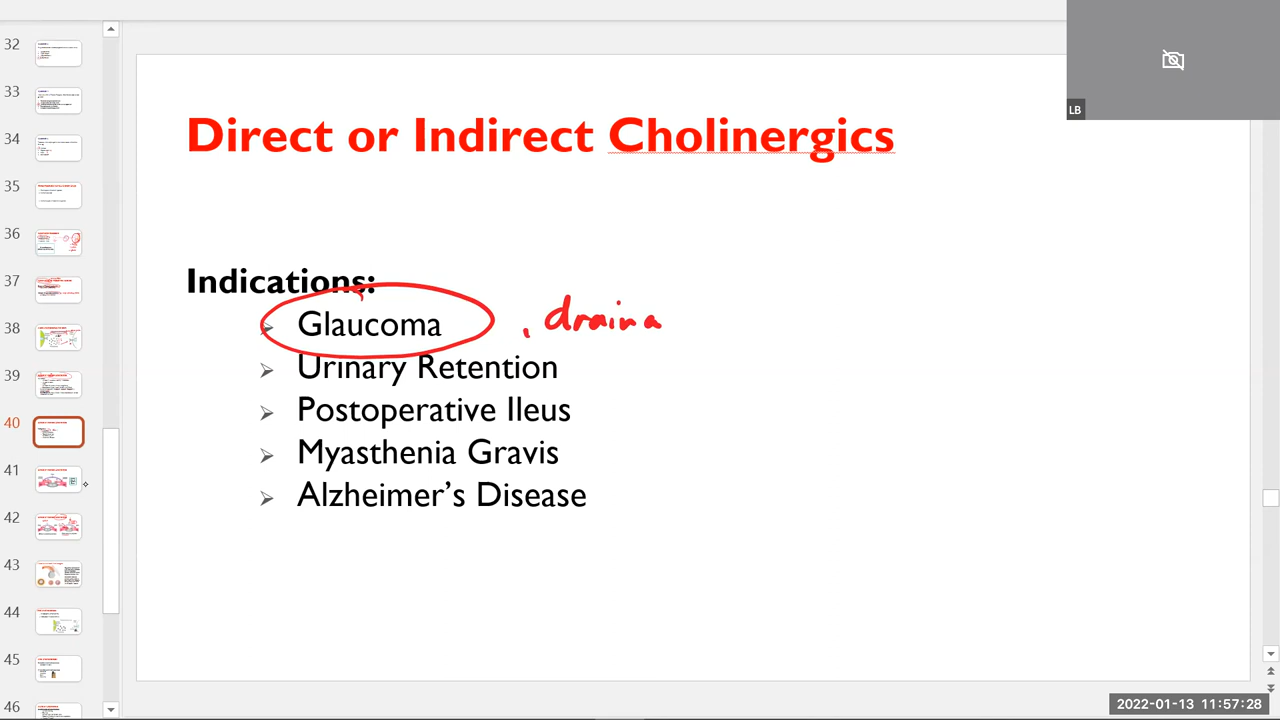 Direct or Indirect Cholinergics
Indications:
➤ Glaucoma , draina
➤ Urinary Retention
➤ Postoperative Ileus
➤ Myasthenia Gravis
➤ Alzheimer’s Disease
32
33
34
35
36
37
38
39
40
41
42
43
44
45
46
LB
2022-01-13 11:57:28